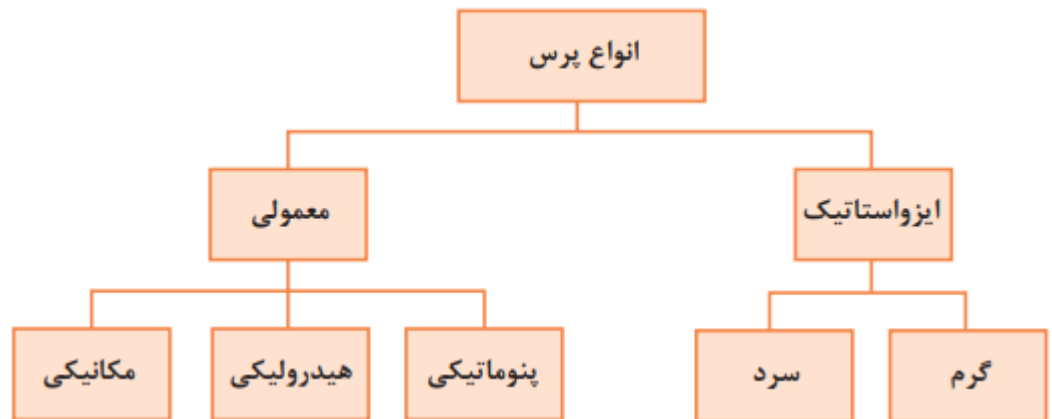 انواع پرس
ایزواستاتیک
معمولی
گرم
سرد
پنوماتیکی
هیدرولیکی
مکانیکی